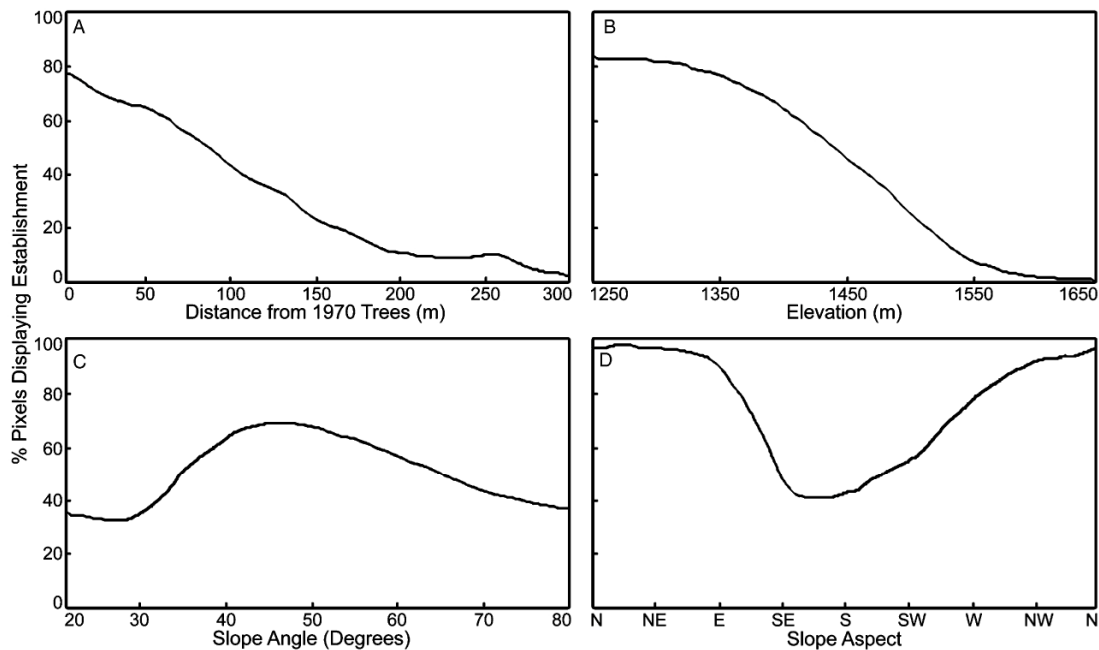 % Pixels Displaying Establishment
A
100
80
60
40
20
0
0 50 100 150 200 250 300
Distance from 1970 Trees (m)
B
1250 1350 1450 1550 1650
Elevation (m)
C
100
80
60
40
20
0
20 30 40 50 60 70 80
Slope Angle (Degrees)
D
N NE E SE S SW W NW N
Slope Aspect